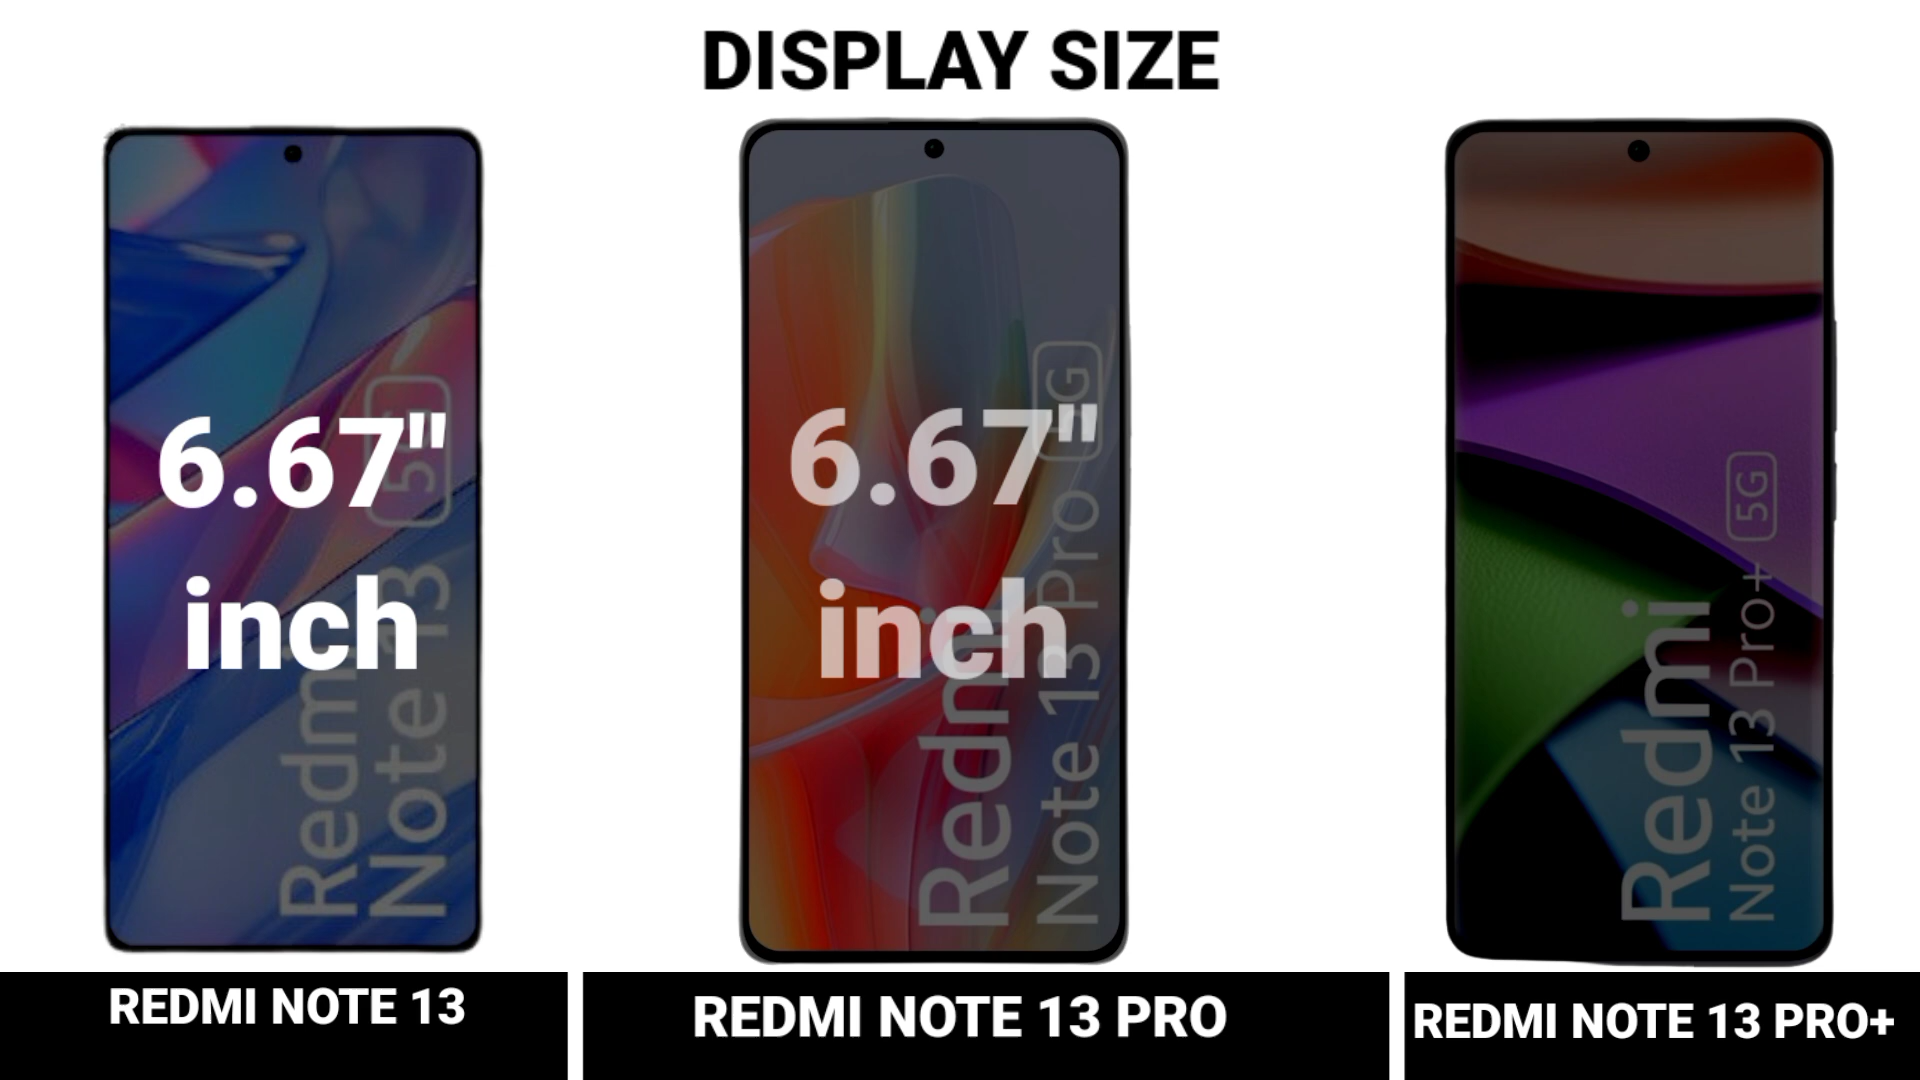 DISPLAY SIZE
6.67"
inch
Redmi
Note 13 5G
6.67"
inch
Redmi
Note 13 Pro 5G
Redmi
Note 13 Pro+ 5G
REDMI NOTE 13
REDMI NOTE 13 PRO
REDMI NOTE 13 PRO+